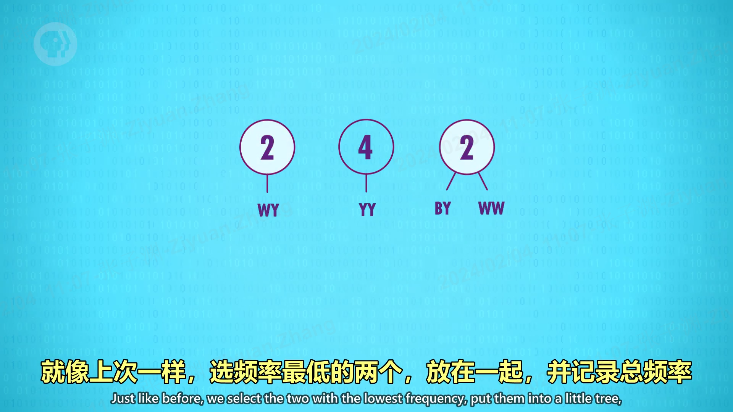 2 4 2
WY YY BY WW
就像上次一样，选频率最低的两个，放在一起，并记录总频率
Just like before, we select the two with the lowest frequency, put them into a little tree,